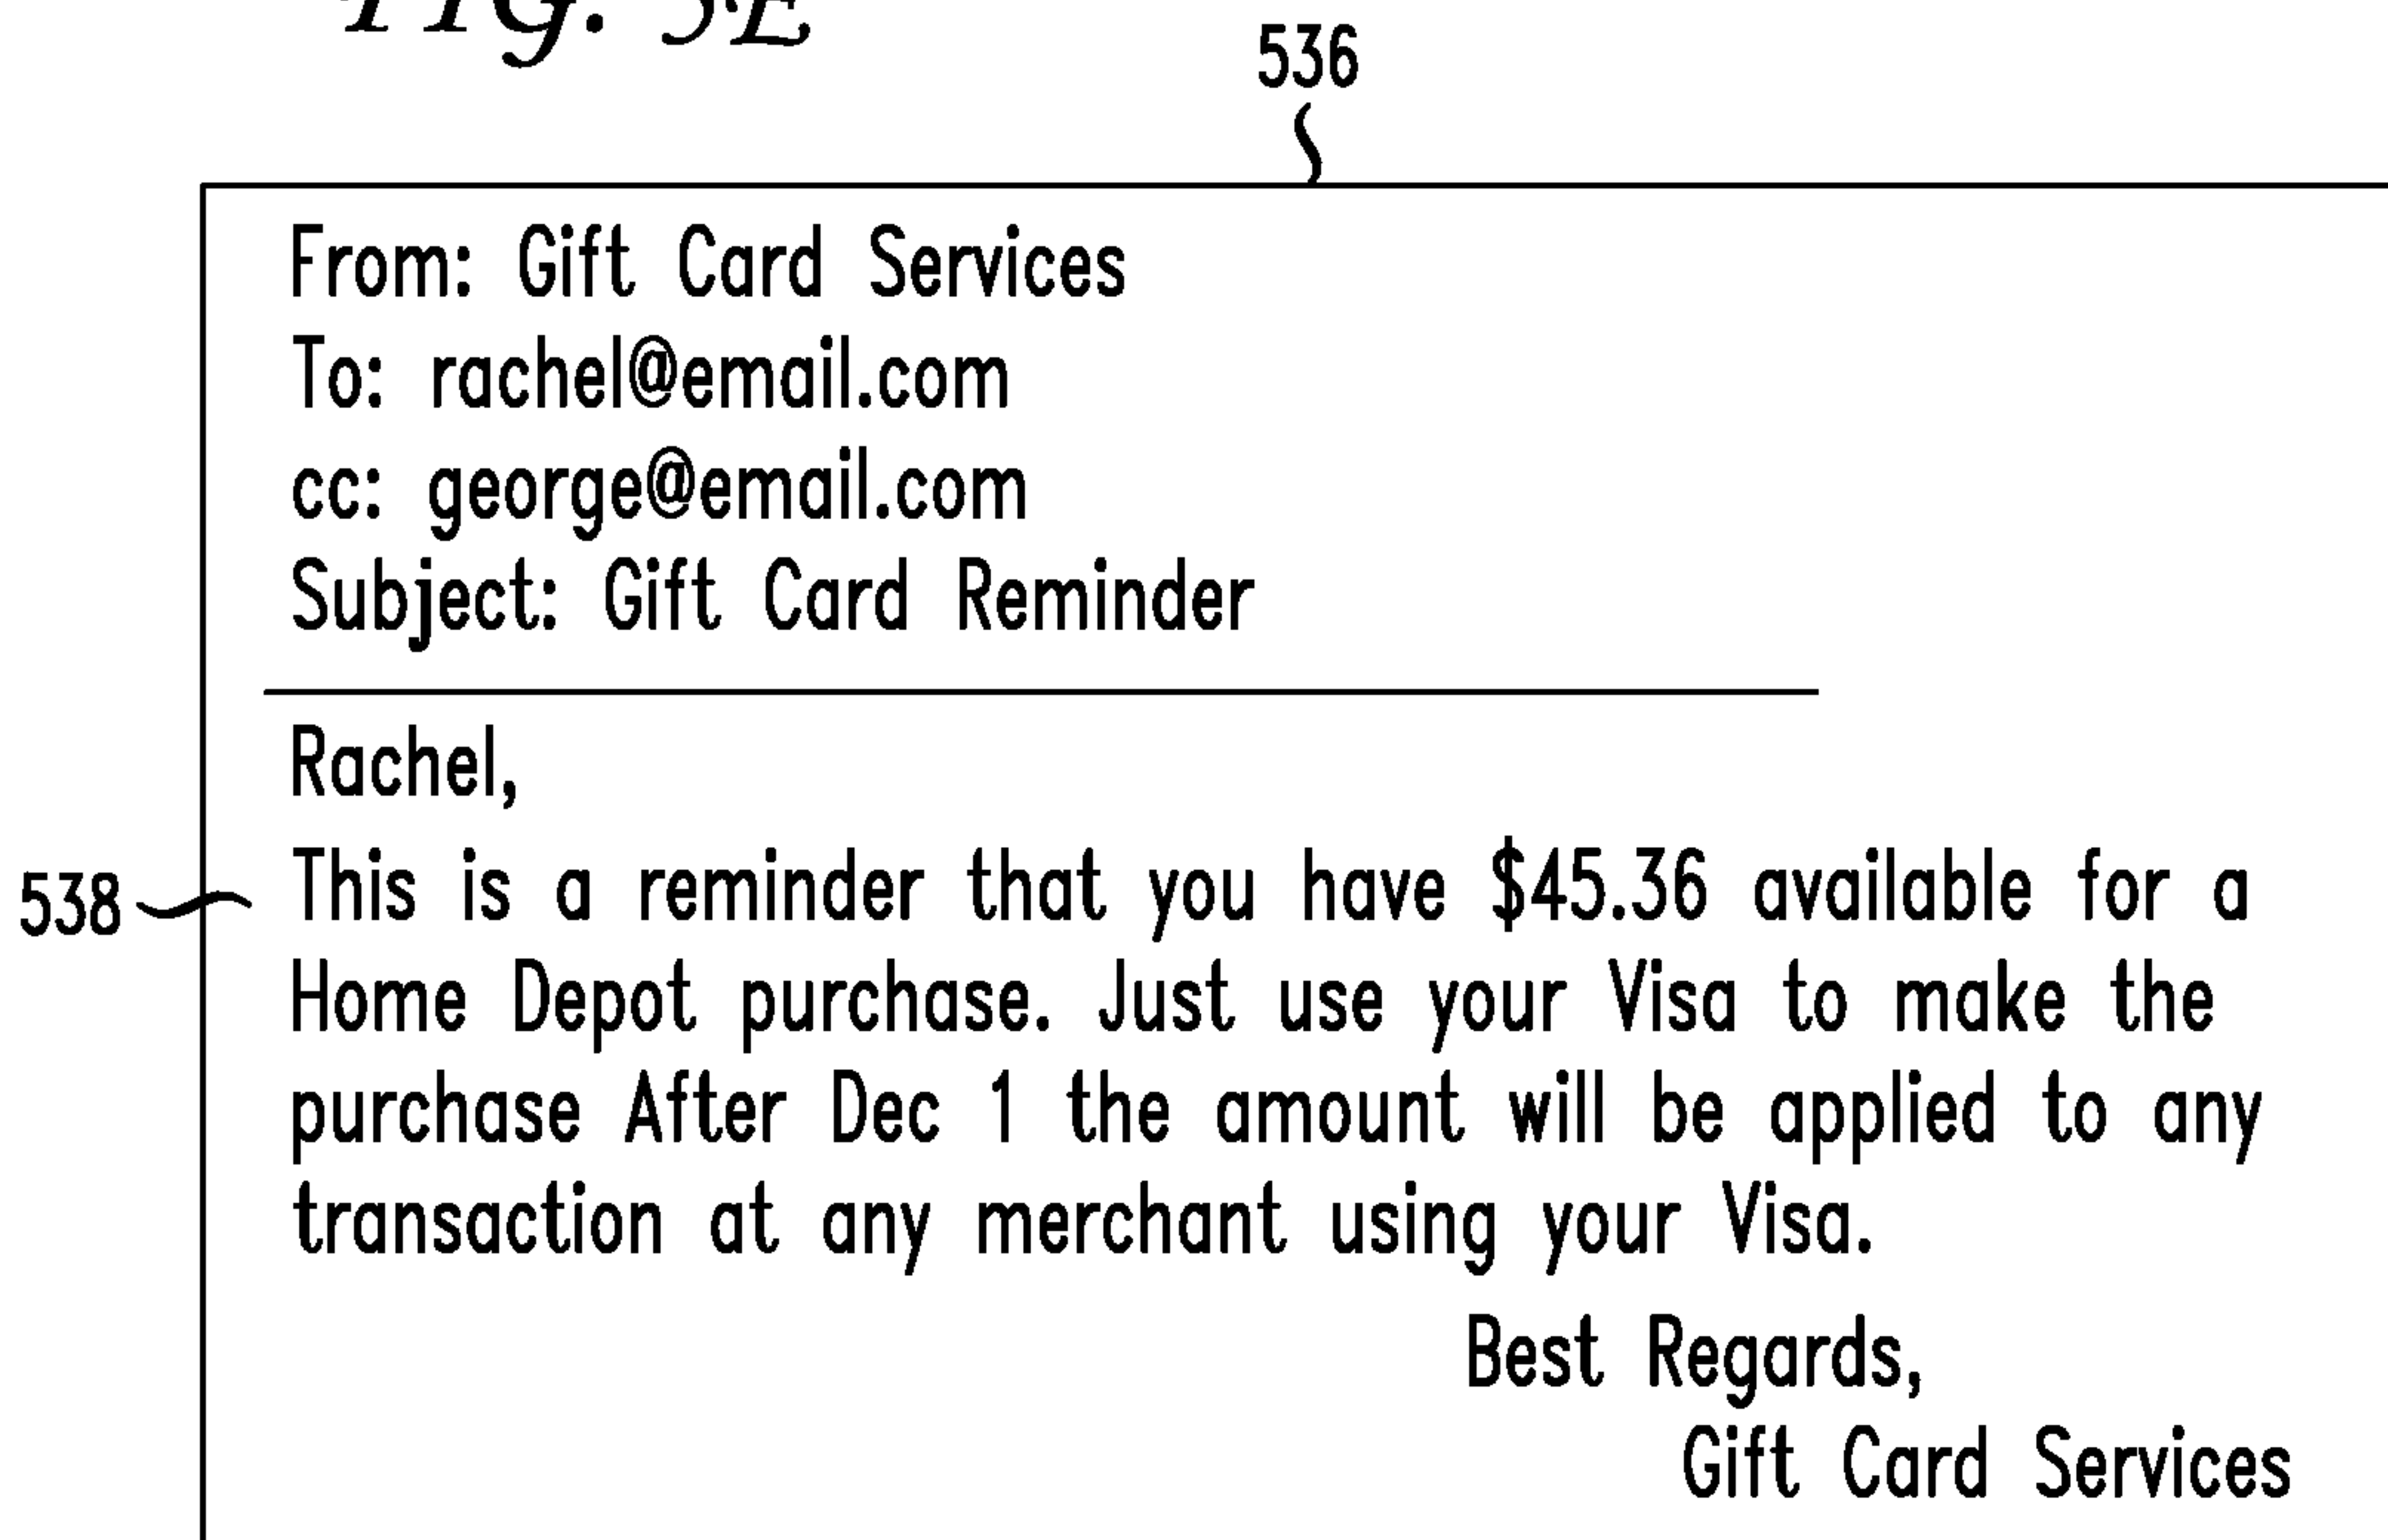 FIG. 5E
536
From: Gift Card Services
To: rachel@email.com
cc: george@email.com
Subject: Gift Card Reminder
Rachel,
538
This is a reminder that you have $45.36 available for a
Home Depot purchase. Just use your Visa to make the
purchase After Dec 1 the amount will be applied to any
transaction at any merchant using your Visa.
Best Regards,
Gift Card Services